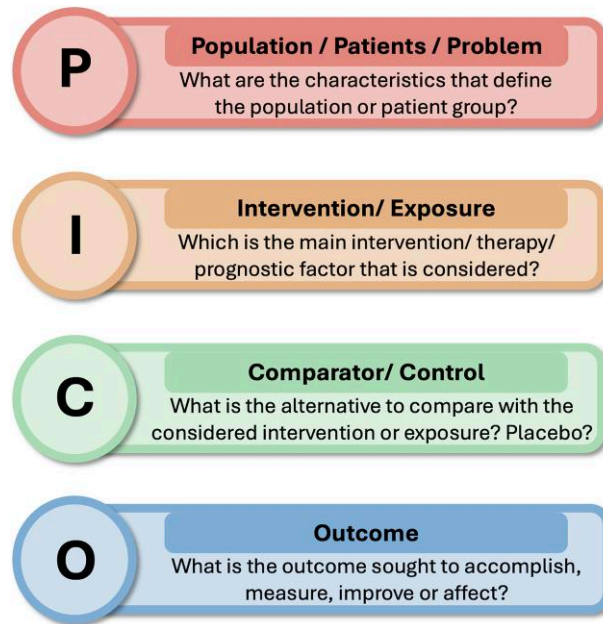 P
Population / Patients / Problem
What are the characteristics that define
the population or patient group?
I
Intervention/ Exposure
Which is the main intervention/ therapy/
prognostic factor that is considered?
C
Comparator/ Control
What is the alternative to compare with the
considered intervention or exposure? Placebo?
O
Outcome
What is the outcome sought to accomplish,
measure, improve or affect?